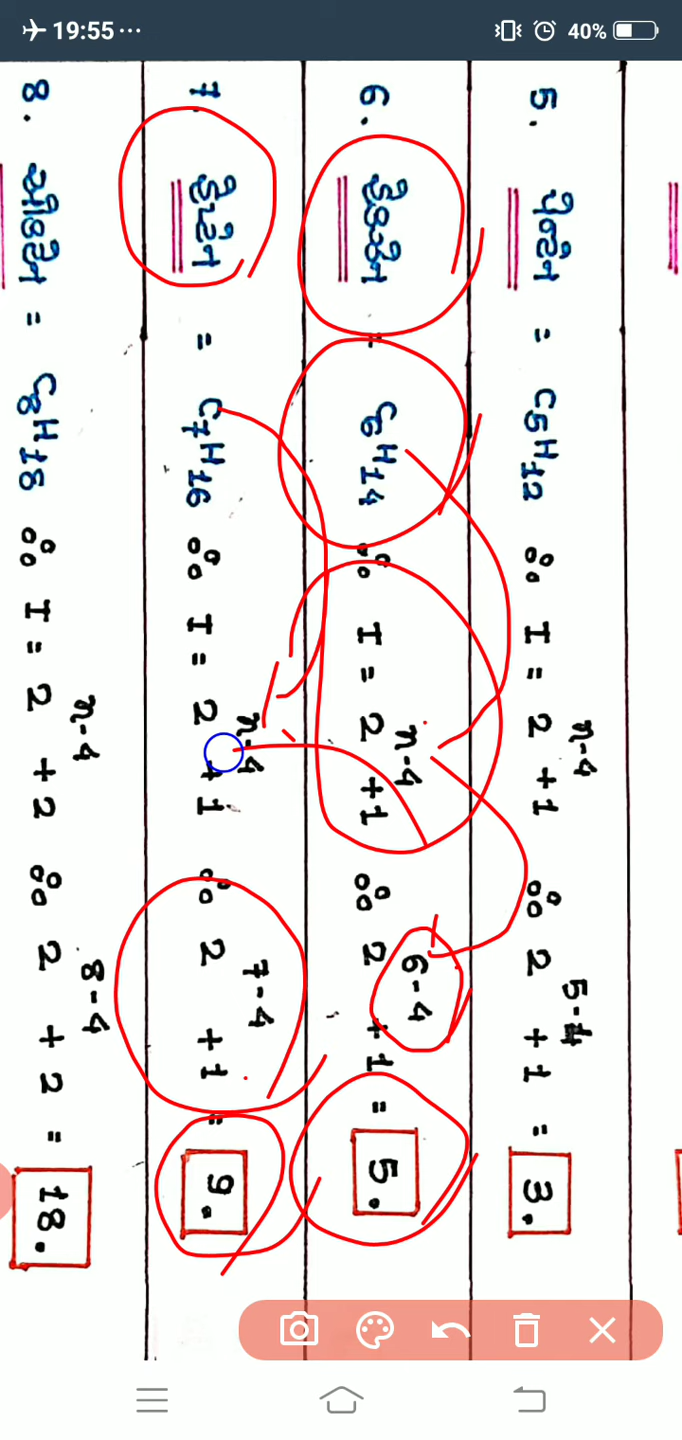 19:55 ...
40%
5. પેન્ટેન = C5H12 ∴ I = 2^n-4 + 1 ∴ 2^5-4 + 1 = 3.
6. હેક્ઝેન = C6H14 ∴ I = 2^n-4 + 1 ∴ 2^6-4 + 1 = 5.
7. હેપ્ટેન = C7H16 ∴ I = 2^n-4 + 1 ∴ 2^7-4 + 1 = 9.
8. ઓક્ટેન = C8H18 ∴ I = 2^n-4 + 2 ∴ 2^8-4 + 2 = 18.